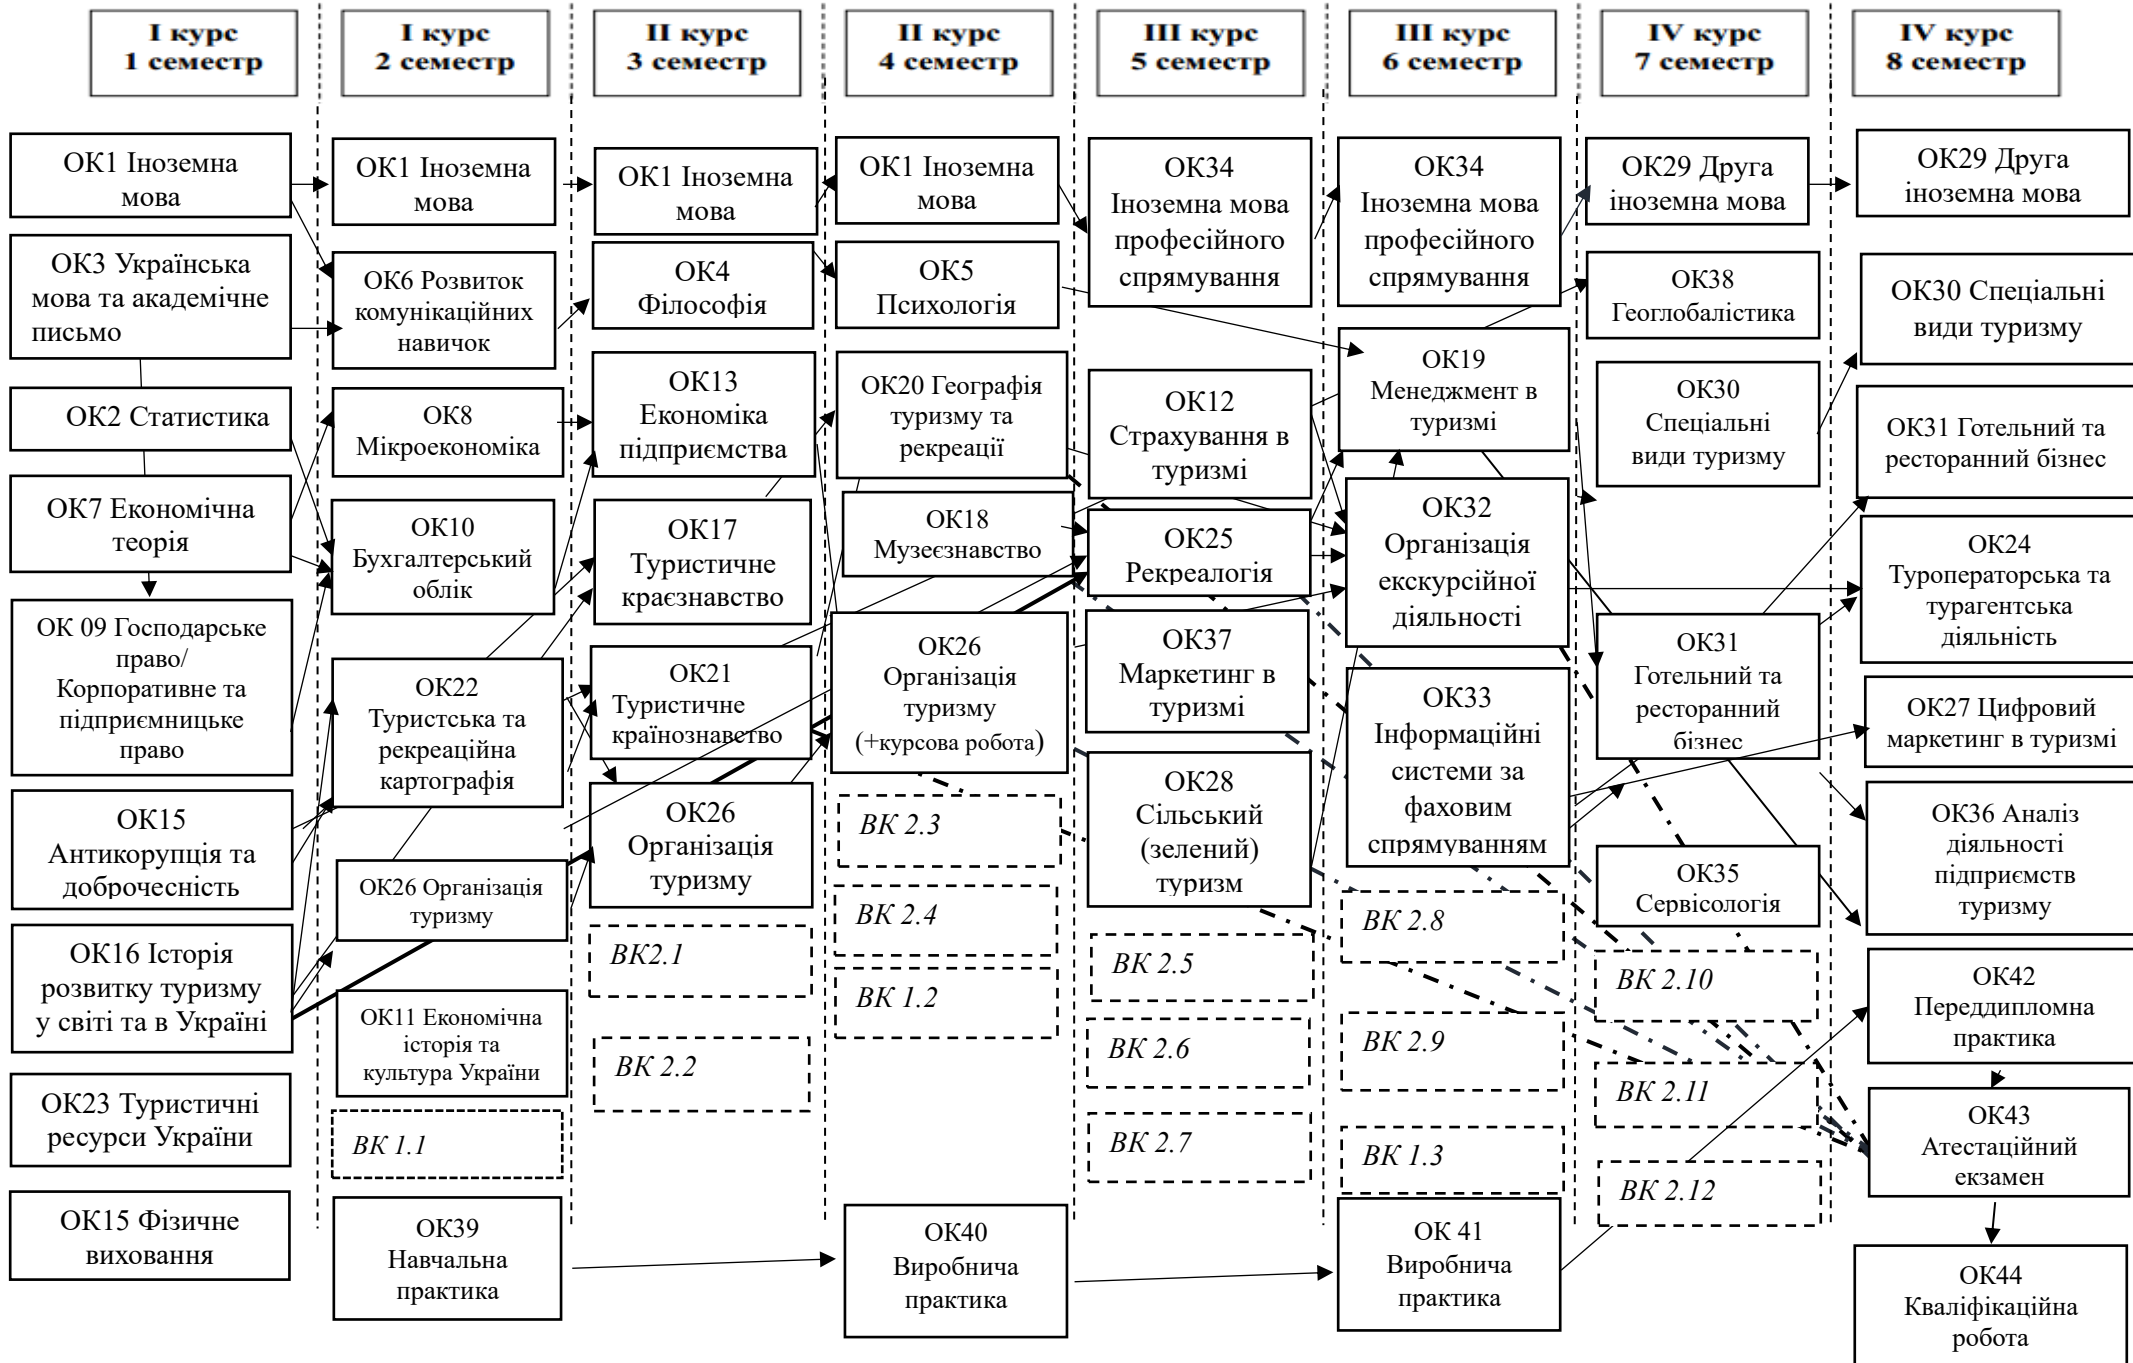 І курс
1 семестр
І курс
2 семестр
ІІ курс
3 семестр
ІІ курс
4 семестр
ІІІ курс
5 семестр
ІІІ курс
6 семестр
IV курс
7 семестр
IV курс
8 семестр
ОК1 Іноземна
мова
ОК3 Українська
мова та академічне
письмо
ОК2 Статистика
ОК7 Економічна
теорія
ОК 09 Господарське
право/
Корпоративне та
підприємницьке
право
ОК15
Антикорупція та
доброчесність
ОК16 Історія
розвитку туризму
у світі та в Україні
ОК23 Туристичні
ресурси України
ОК15 Фізичне
виховання
ОК1 Іноземна
мова
ОК6 Розвиток
комунікаційних
навичок
ОК8
Мікроекономіка
ОК10
Бухгалтерський
облік
ОК22
Туристська та
рекреаційна
картографія
ОК26 Організація
туризму
ОК11 Економічна
історія та
культура України
ВК 1.1
ОК39
Навчальна
практика
ОК1 Іноземна
мова
ОК4
Філософія
ОК13
Економіка
підприємства
ОК17
Туристичне
краєзнавство
ОК21
Туристичне
країнознавство
ОК26
Організація
туризму
ВК2.1
ВК 2.2
ОК1 Іноземна
мова
ОК5
Психологія
ОК20 Географія
туризму та
рекреації
ОК18
Музеєзнавство
ОК26
Організація
туризму
(+курсова робота)
ВК 2.3
ВК 2.4
ВК 1.2
ОК40
Виробнича
практика
ОК34
Іноземна мова
професійного
спрямування
ОК12
Страхування в
туризмі
ОК25
Рекреалогія
ОК37
Маркетинг в
туризмі
ОК28
Сільський
(зелений)
туризм
ВК 2.5
ВК 2.6
ВК 2.7
ОК34
Іноземна мова
професійного
спрямування
ОК19
Менеджмент в
туризмі
ОК32
Організація
екскурсійної
діяльності
ОК33
Інформаційні
системи за
фаховим
спрямуванням
ВК 2.8
ВК 2.9
ВК 1.3
ОК 41
Виробнича
практика
ОК29 Друга
іноземна мова
ОК38
Геоглобалістика
ОК30
Спеціальні
види туризму
ОК31
Готельний та
ресторанний
бізнес
ОК35
Сервісологія
ВК 2.10
ВК 2.11
ВК 2.12
ОК29 Друга
іноземна мова
ОК30 Спеціальні
види туризму
ОК31 Готельний та
ресторанний бізнес
ОК24
Туроператорська та
турагентська
діяльність
ОК27 Цифровий
маркетинг в туризмі
ОК36 Аналіз
діяльності
підприємств
туризму
ОК42
Переддипломна
практика
ОК43
Атестаційний
екзамен
ОК44
Кваліфікаційна
робота